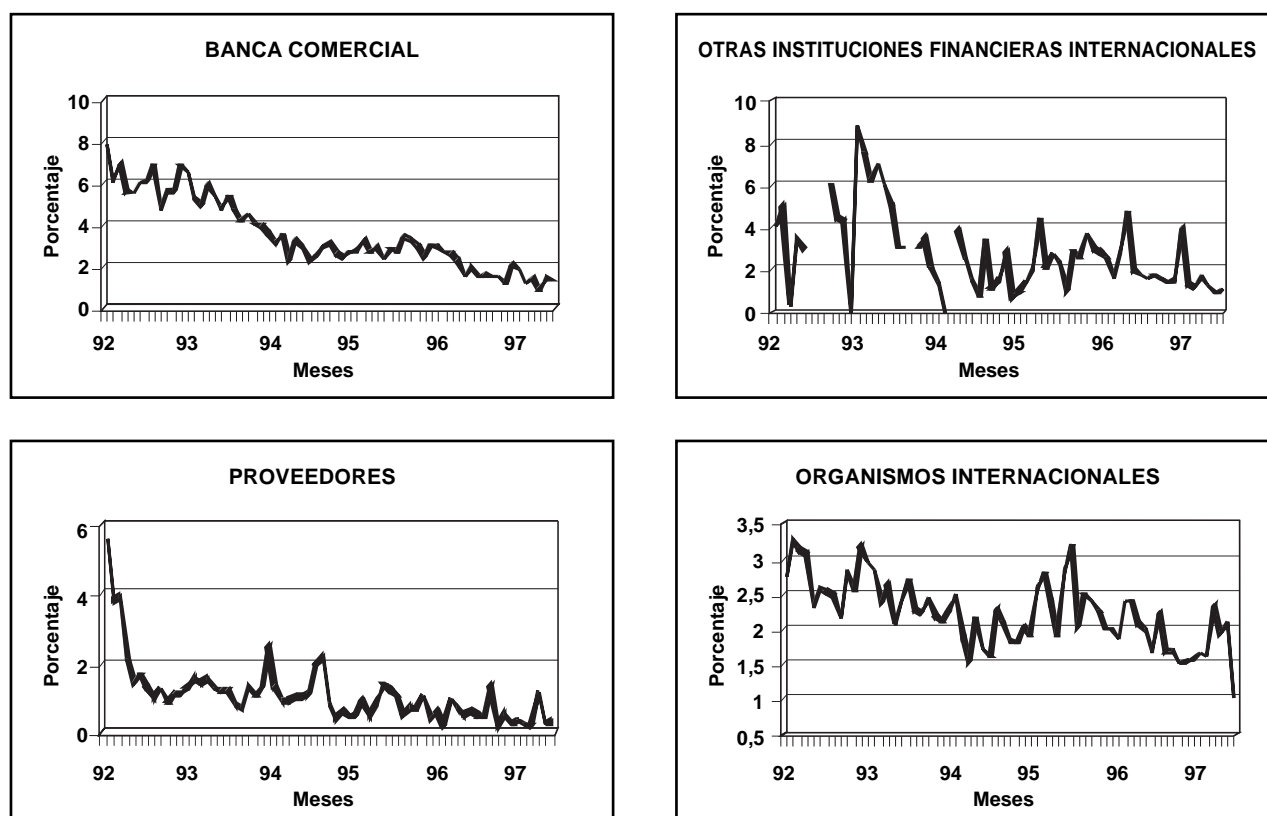 BANCA COMERCIAL
Porcentaje
10
8
6
4
2
0
92 93 94 95 96 97
Meses
OTRAS INSTITUCIONES FINANCIERAS INTERNACIONALES
Porcentaje
10
8
6
4
2
0
92 93 94 95 96 97
Meses
PROVEEDORES
Porcentaje
6
4
2
0
92 93 94 95 96 97
Meses
ORGANISMOS INTERNACIONALES
Porcentaje
3,5
3
2,5
2
1,5
1
0,5
92 93 94 95 96 97
Meses